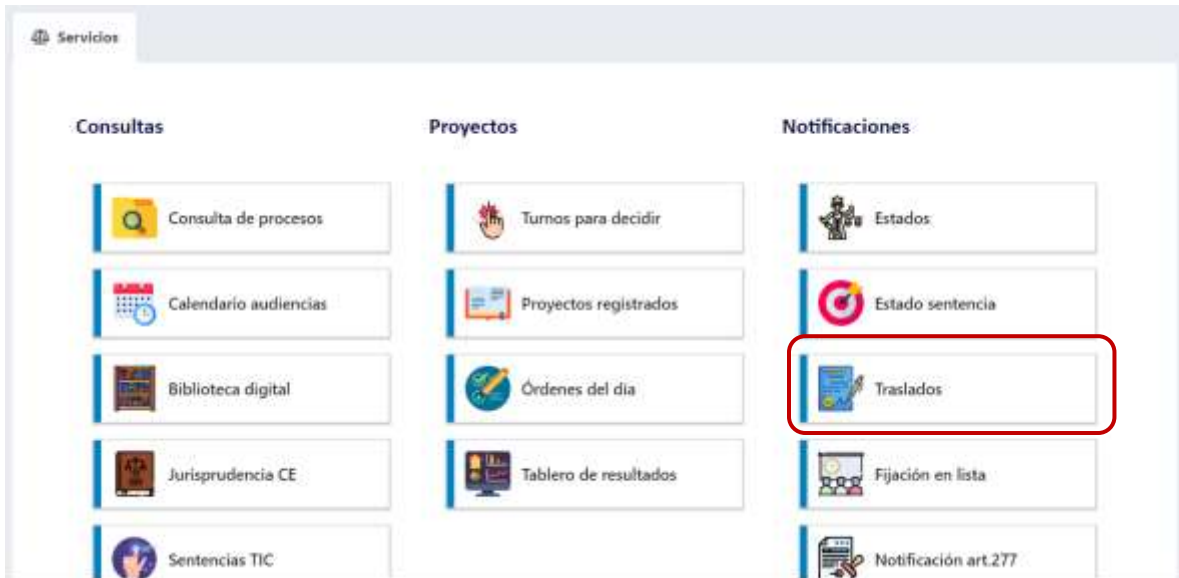 Servicios
Consultas
Proyectos
Notificaciones
Consulta de procesos
Turnos para decidir
Estados
Calendario audiencias
Proyectos registrados
Estado sentencia
Biblioteca digital
Órdenes del dia
Traslados
Jurisprudencia CE
Tablero de resultados
Fijación en lista
Sentencias TIC
Notificación art.277